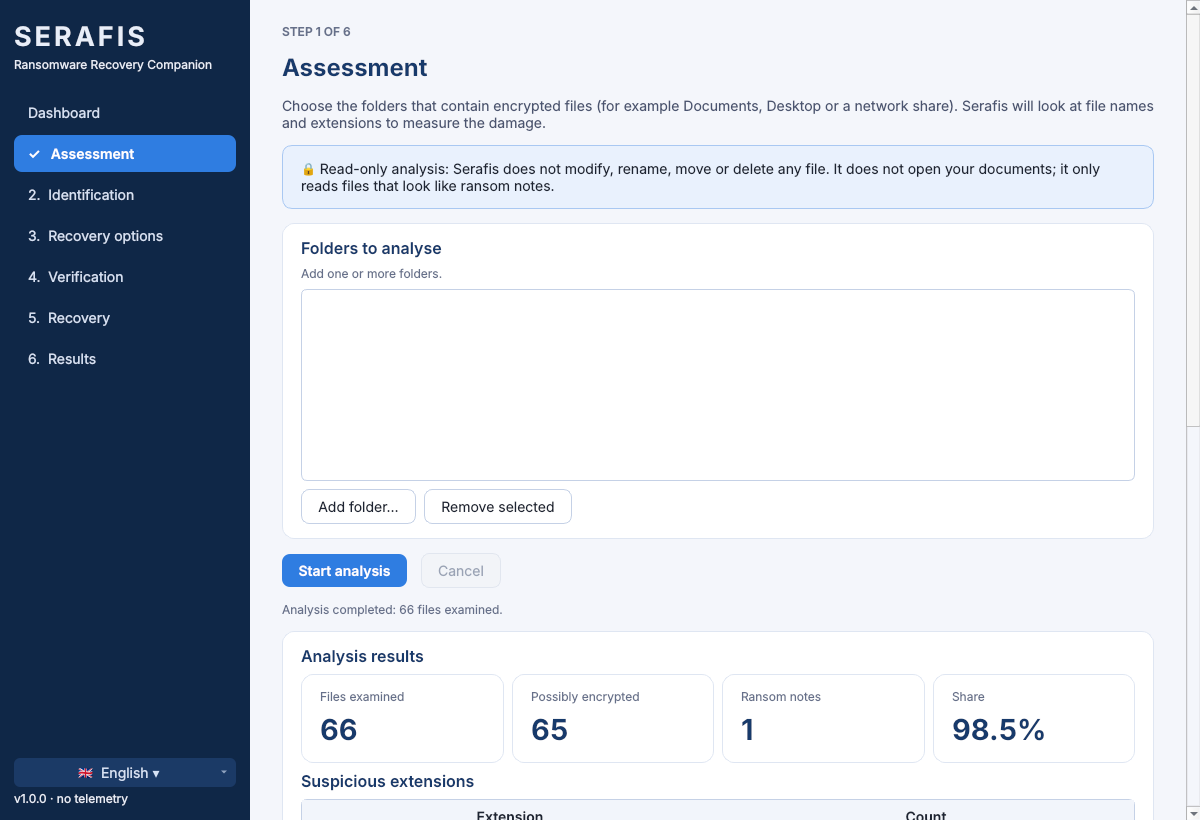 SERAFIS
Ransomware Recovery Companion
Dashboard
✓ Assessment
2. Identification
3. Recovery options
4. Verification
5. Recovery
6. Results
English ▾
v1.0.0 · no telemetry
STEP 1 OF 6
Assessment
Choose the folders that contain encrypted files (for example Documents, Desktop or a network share). Serafis will look at file names
and extensions to measure the damage.
🔒 Read-only analysis: Serafis does not modify, rename, move or delete any file. It does not open your documents; it only
reads files that look like ransom notes.
Folders to analyse
Add one or more folders.
Add folder... Remove selected
Start analysis Cancel
Analysis completed: 66 files examined.
Analysis results
Files examined Possibly encrypted Ransom notes Share
66 65 1 98.5%
Suspicious extensions
Extension Count